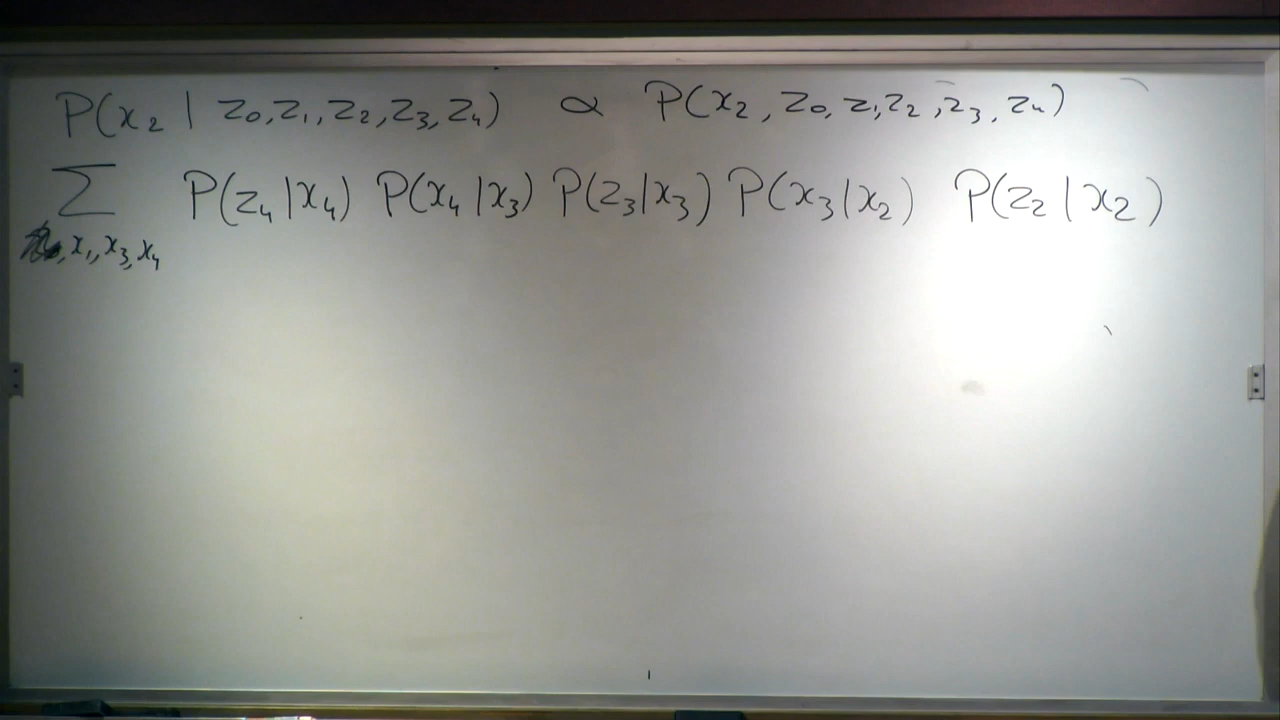 P(x₂ | z₀,z₁,z₂,z₃,z₄) ∝ P(x₂,z₀,z₁,z₂,z₃,z₄)
∑ P(z₄|x₄) P(x₄|x₃) P(z₃|x₃) P(x₃|x₂) P(z₂|x₂)
, x₁, x₃, x₄